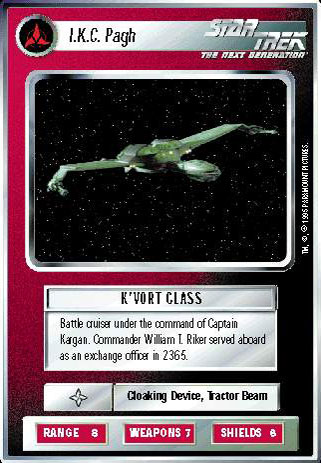 I.K.C. Pagh
STAR TREK
THE NEXT GENERATION
TM, ©, © 1995 PARAMOUNT PICTURES.
K'VORT CLASS
Battle cruiser under the command of Captain
Kargan. Commander William T. Riker served aboard
as an exchange officer in 2365.
Cloaking Device, Tractor Beam
RANGE 8
WEAPONS 7
SHIELDS 8